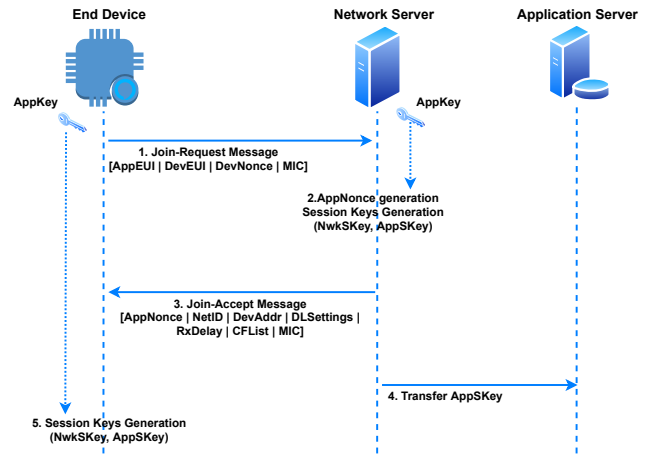 End Device
Network Server
Application Server
AppKey
AppKey
1. Join-Request Message
[AppEUI | DevEUI | DevNonce | MIC]
2.AppNonce generation
Session Keys Generation
(NwkSKey, AppSKey)
3. Join-Accept Message
[AppNonce | NetID | DevAddr | DLSettings |
RxDelay | CFList | MIC]
4. Transfer AppSKey
5. Session Keys Generation
(NwkSKey, AppSKey)